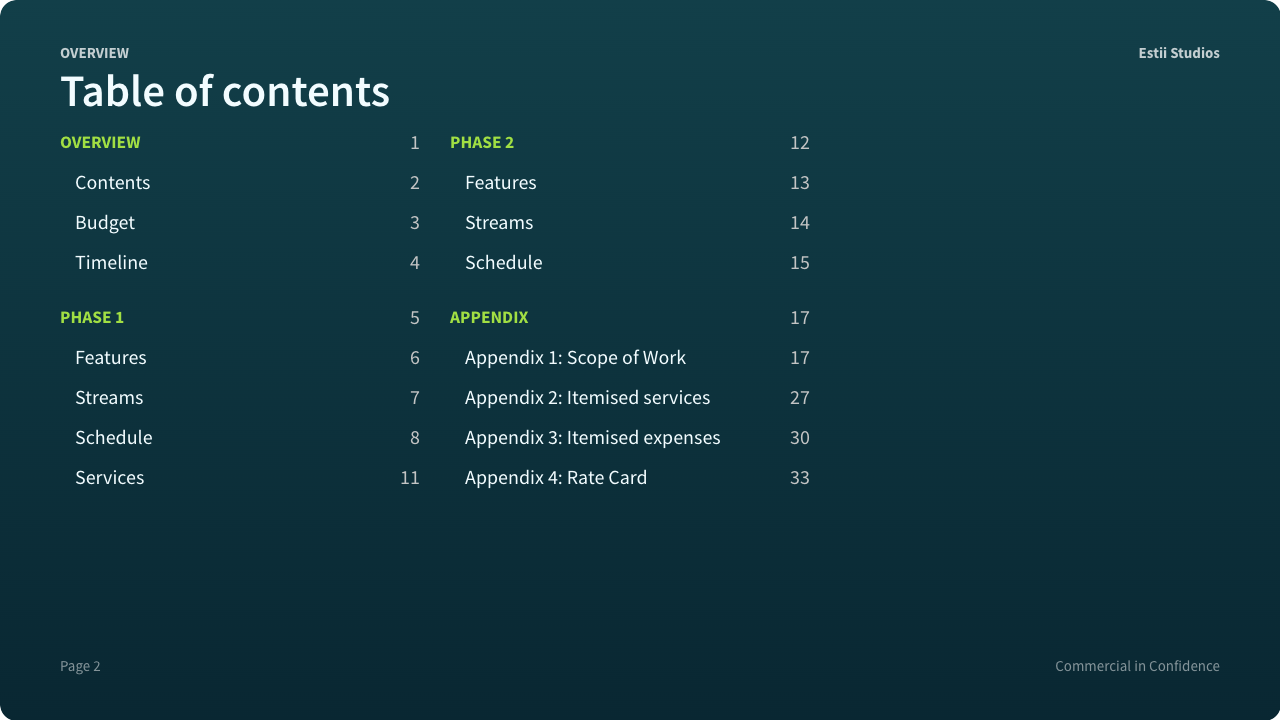 OVERVIEW
Estii Studios
Table of contents
OVERVIEW 1
Contents 2
Budget 3
Timeline 4
PHASE 1 5
Features 6
Streams 7
Schedule 8
Services 11
PHASE 2 12
Features 13
Streams 14
Schedule 15
APPENDIX 17
Appendix 1: Scope of Work 17
Appendix 2: Itemised services 27
Appendix 3: Itemised expenses 30
Appendix 4: Rate Card 33
Page 2
Commercial in Confidence